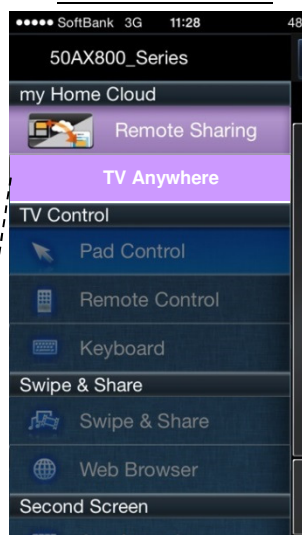 ●●●●● SoftBank 3G 11:28 48
50AX800_Series
my Home Cloud
Remote Sharing
TV Anywhere
TV Control
Pad Control
Remote Control
Keyboard
Swipe & Share
Swipe & Share
Web Browser
Second Screen